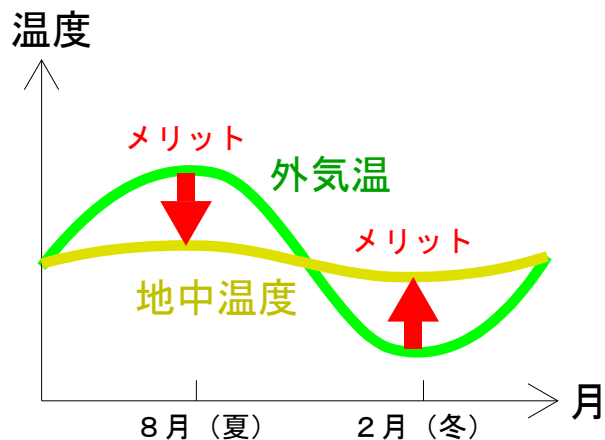 温度
メリット
外気温
メリット
地中温度
月
８月（夏）
２月（冬）